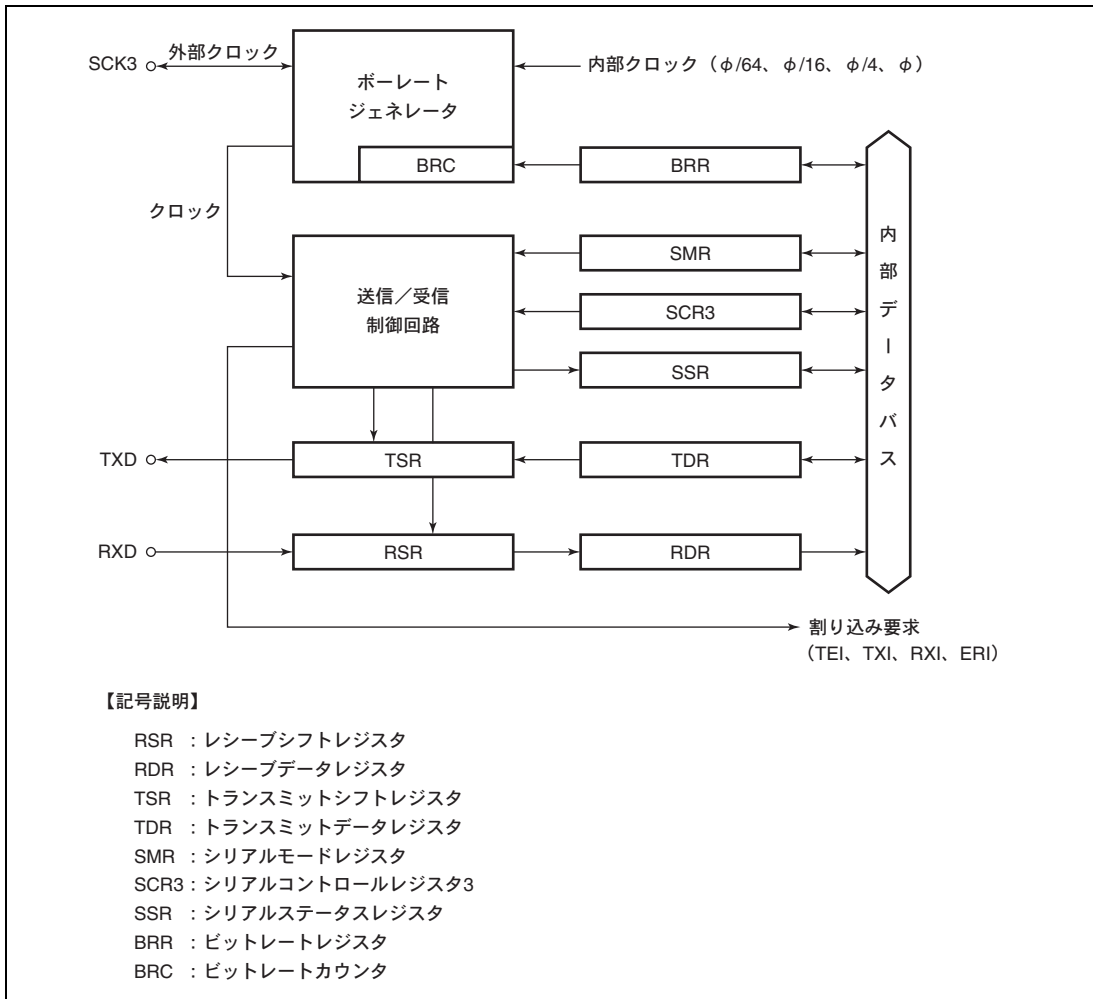 SCK3
外部クロック
ボーレート
ジェネレータ
内部クロック（φ/64、φ/16、φ/4、φ）
BRC
BRR
クロック
送信／受信
制御回路
SMR
SCR3
SSR
内部データバス
TXD
TSR
TDR
RXD
RSR
RDR
割り込み要求
（TEI、TXI、RXI、ERI）
【記号説明】
RSR ：レシーブシフトレジスタ
RDR ：レシーブデータレジスタ
TSR ：トランスミットシフトレジスタ
TDR ：トランスミットデータレジスタ
SMR ：シリアルモードレジスタ
SCR3：シリアルコントロールレジスタ3
SSR ：シリアルステータスレジスタ
BRR ：ビットレートレジスタ
BRC ：ビットレートカウンタ